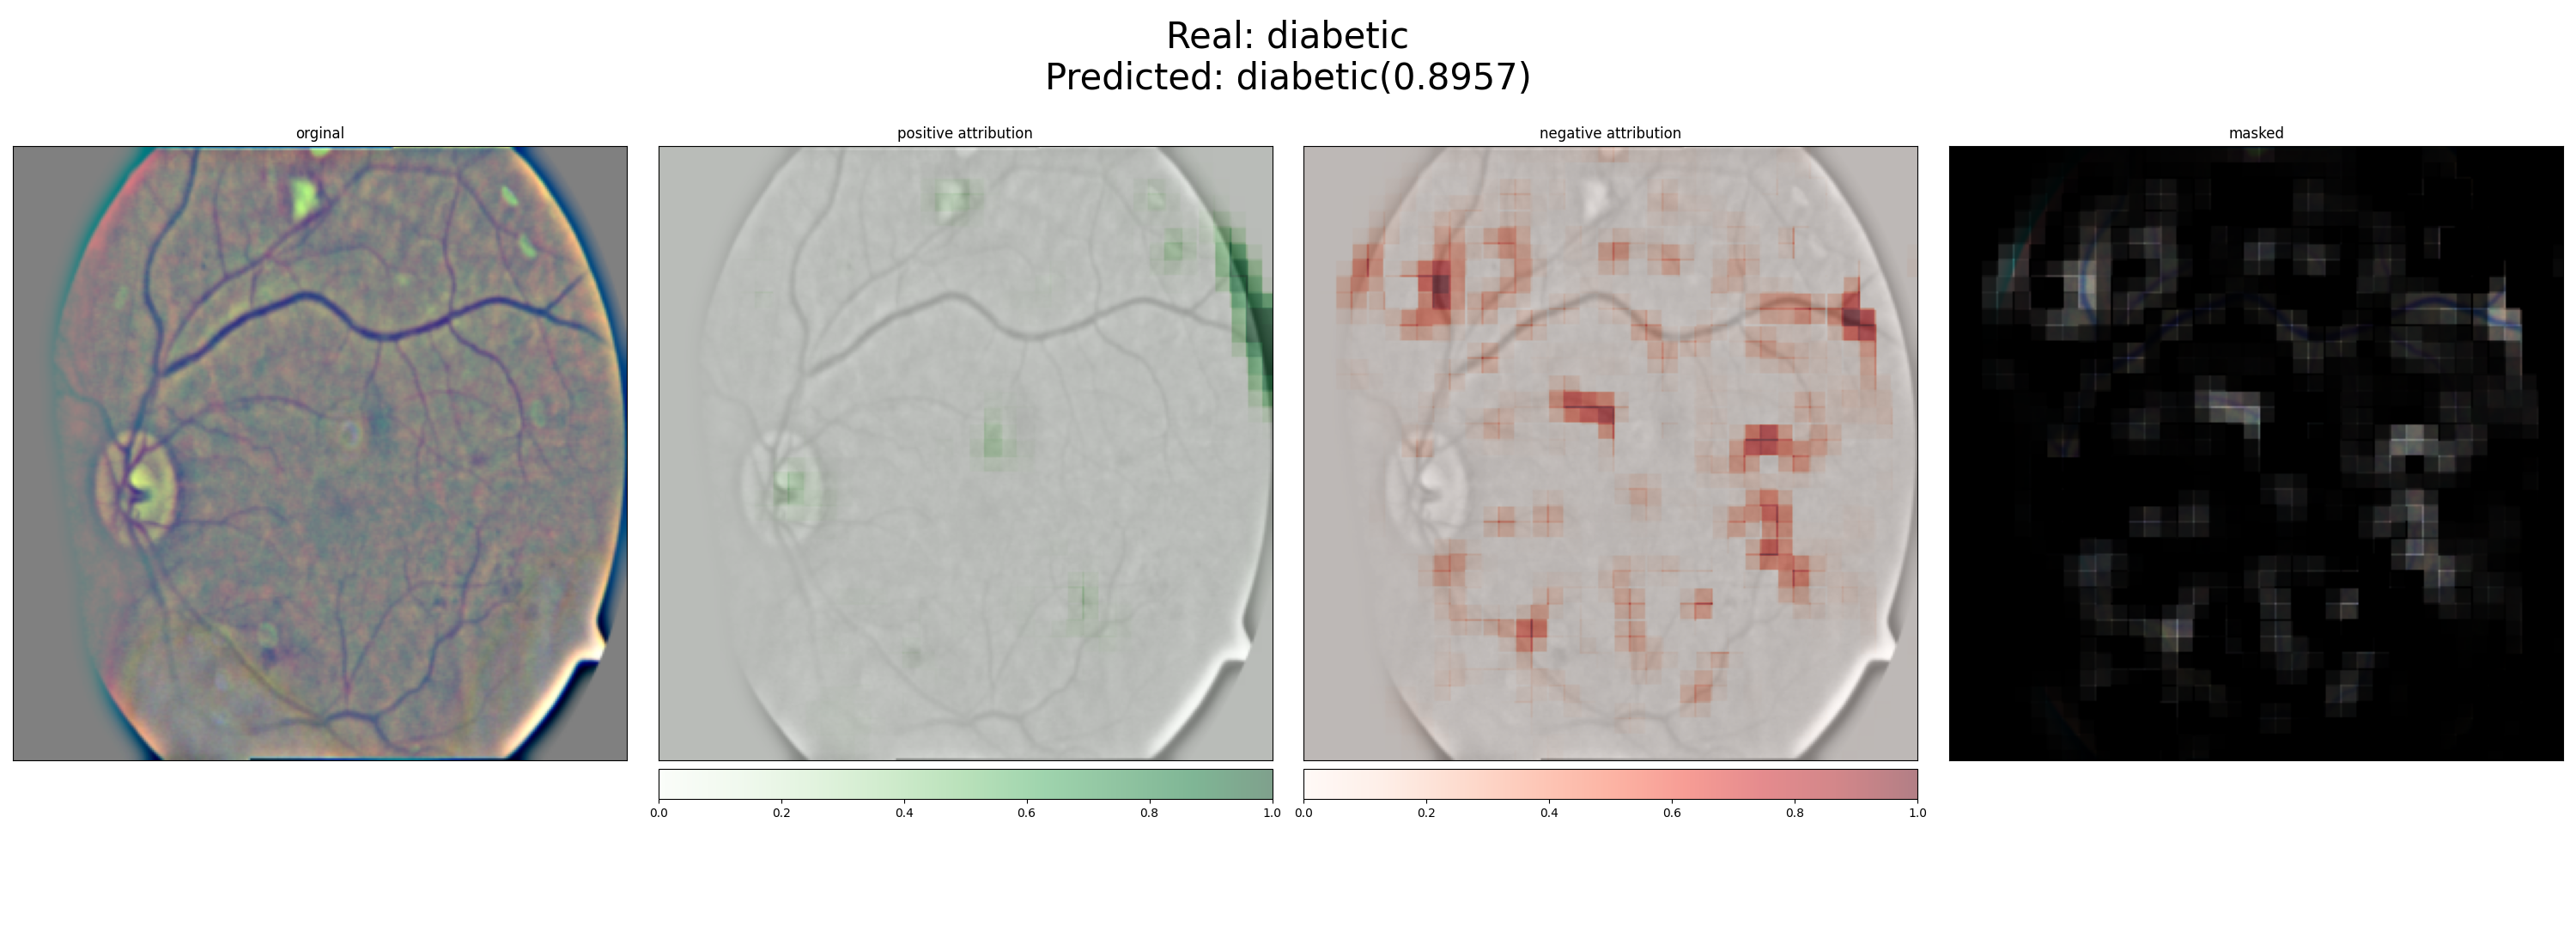 Real: diabetic
Predicted: diabetic(0.8957)
orginal
positive attribution
negative attribution
masked
0.0 0.2 0.4 0.6 0.8 1.0
0.0 0.2 0.4 0.6 0.8 1.0